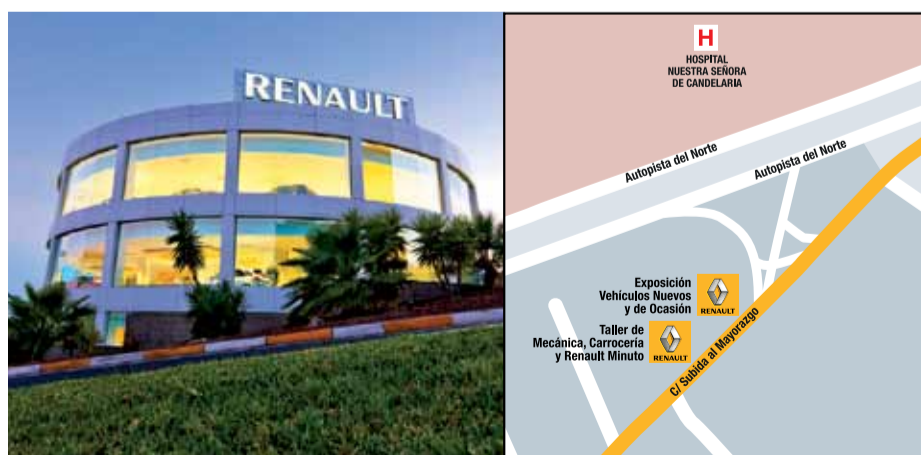 RENAULT
H
HOSPITAL
NUESTRA SEÑORA
DE CANDELARIA
Autopista del Norte
Autopista del Norte
Exposición
Vehículos Nuevos
y de Ocasión
RENAULT
Taller de
Mecánica, Carrocería
y Renault Minuto
RENAULT
C/ Subida al Mayorazgo